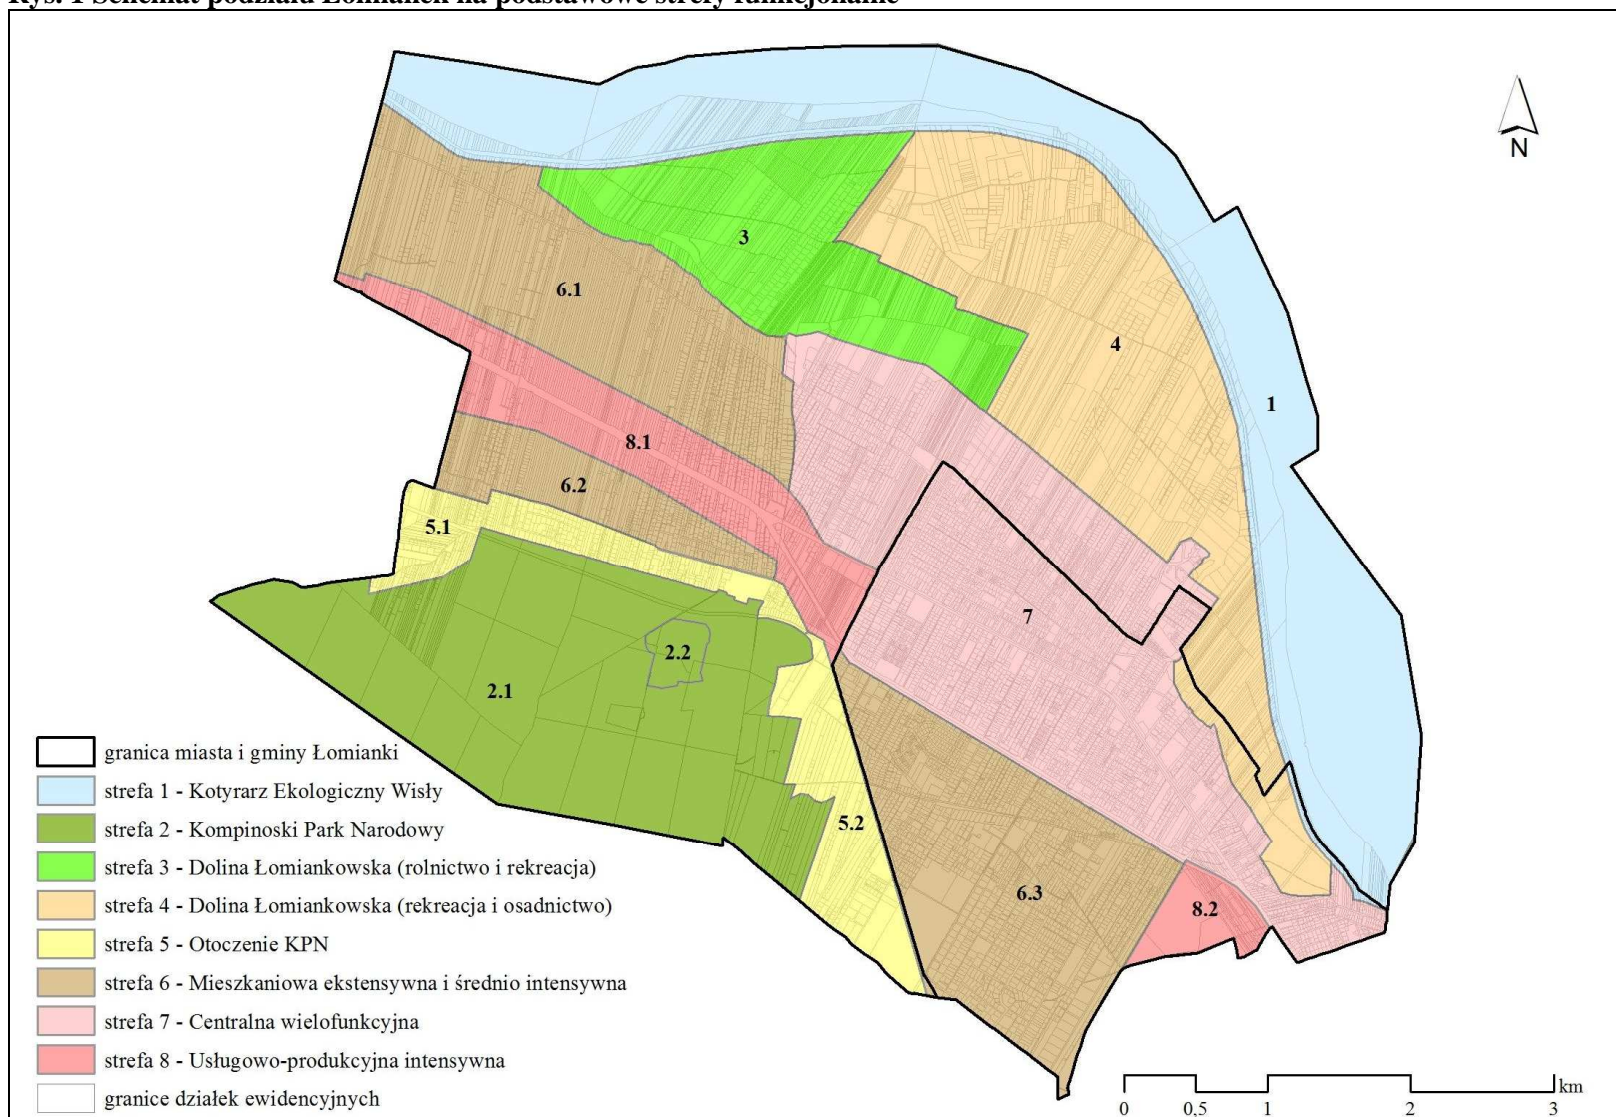 Rys. 1 Schemat podziału Łomianek na podstawowe strefy funkcjonalne
N
3
6.1
4
1
8.1
6.2
5.1
7
2.2
2.1
5.2
6.3
8.2
granica miasta i gminy Łomianki
strefa 1 - Kotyrarz Ekologiczny Wisły
strefa 2 - Kompinoski Park Narodowy
strefa 3 - Dolina Łomiankowska (rolnictwo i rekreacja)
strefa 4 - Dolina Łomiankowska (rekreacja i osadnictwo)
strefa 5 - Otoczenie KPN
strefa 6 - Mieszkaniowa ekstensywna i średnio intensywna
strefa 7 - Centralna wielofunkcyjna
strefa 8 - Usługowo-produkcyjna intensywna
granice działek ewidencyjnych
km
0 0,5 1 2 3